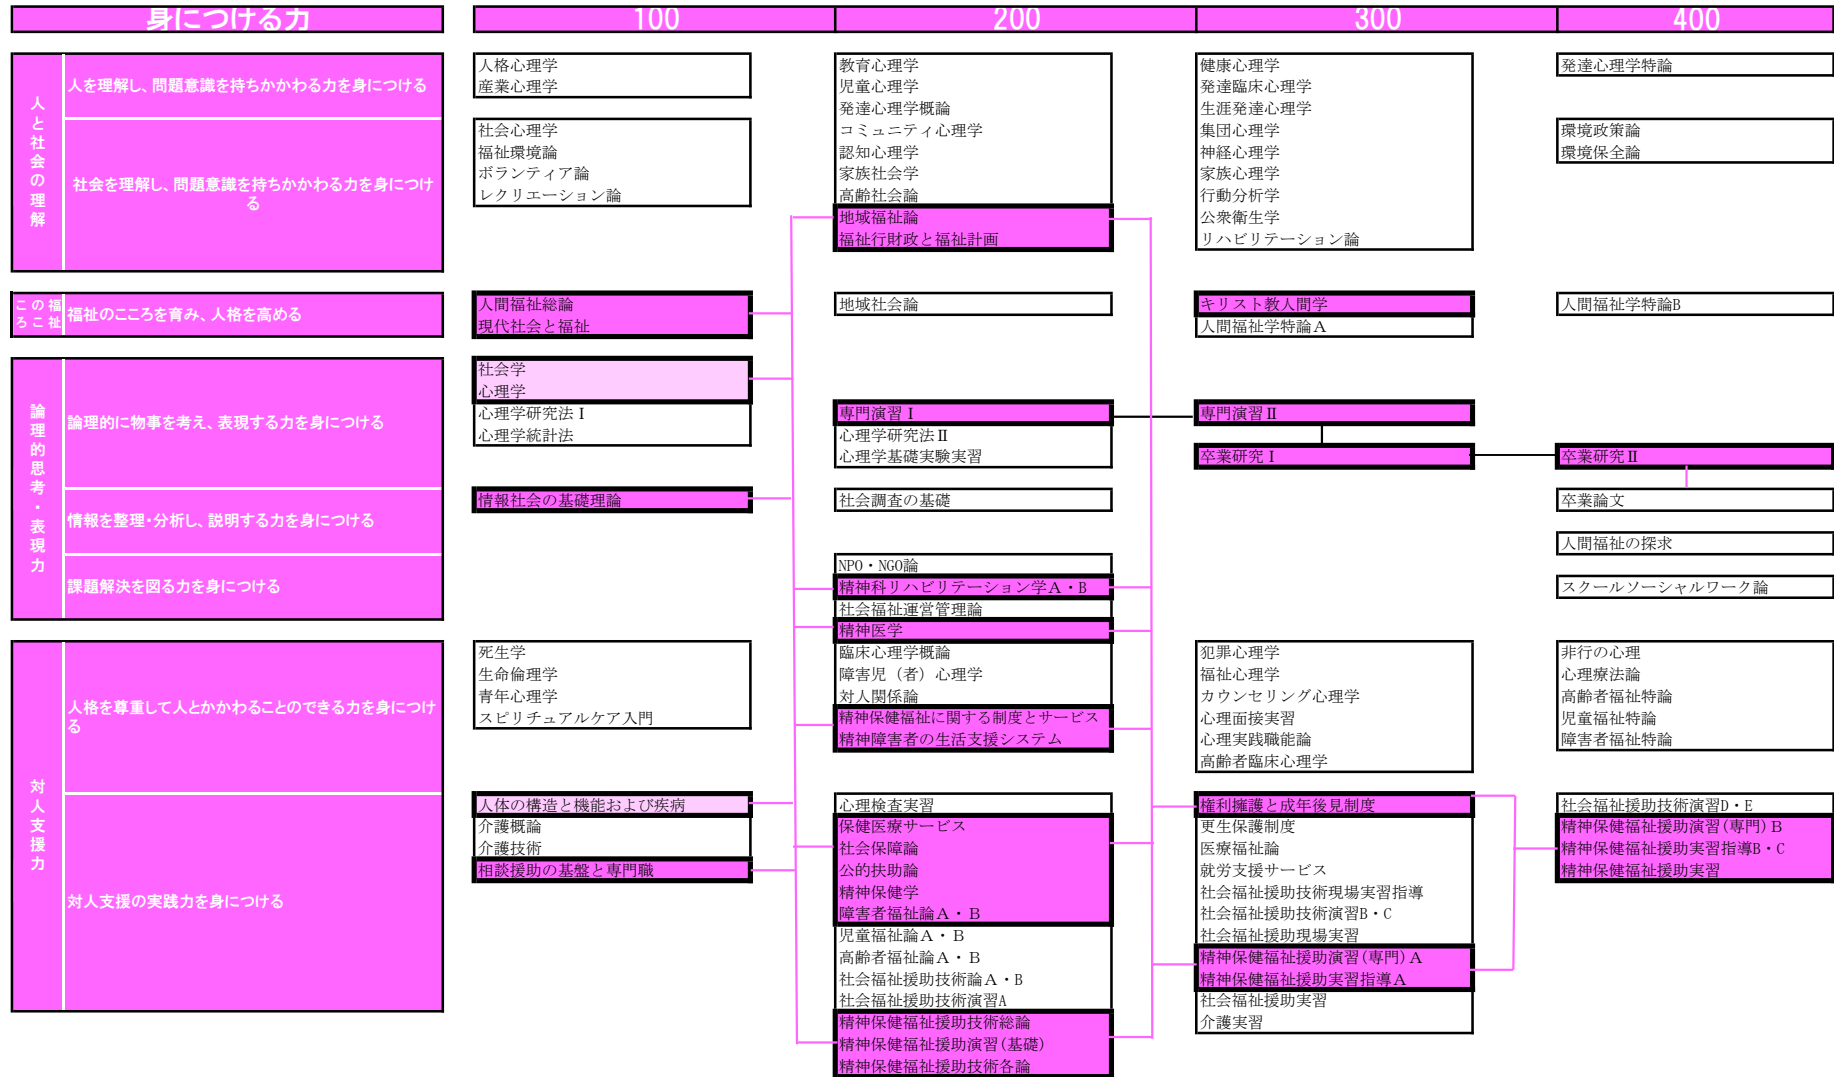 身につける力
100
200
300
400
人と社会の理解
人を理解し、問題意識を持ちかかわる力を身につける
社会を理解し、問題意識を持ちかかわる力を身につけ
る
人格心理学
産業心理学
社会心理学
福祉環境論
ボランティア論
レクリエーション論
教育心理学
児童心理学
発達心理学概論
コミュニティ心理学
認知心理学
家族社会学
高齢社会論
地域福祉論
福祉行財政と福祉計画
健康心理学
発達臨床心理学
生涯発達心理学
集団心理学
神経心理学
家族心理学
行動分析学
公衆衛生学
リハビリテーション論
発達心理学特論
環境政策論
環境保全論
福祉
のこ
ころ
福祉のこころを育み、人格を高める
人間福祉総論
現代社会と福祉
地域社会論
キリスト教人間学
人間福祉学特論A
人間福祉学特論B
論理的思考・表現力
論理的に物事を考え、表現する力を身につける
情報を整理・分析し、説明する力を身につける
課題解決を図る力を身につける
社会学
心理学
心理学研究法Ⅰ
心理学統計法
情報社会の基礎理論
専門演習Ⅰ
心理学研究法Ⅱ
心理学基礎実験実習
社会調査の基礎
NPO・NGO論
精神科リハビリテーション学A・B
社会福祉運営管理論
精神医学
専門演習Ⅱ
卒業研究Ⅰ
卒業研究Ⅱ
卒業論文
人間福祉の探求
スクールソーシャルワーク論
対人支援力
人格を尊重して人とかかわることのできる力を身につけ
る
対人支援の実践力を身につける
死生学
生命倫理学
青年心理学
スピリチュアルケア入門
人体の構造と機能および疾病
介護概論
介護技術
相談援助の基盤と専門職
臨床心理学概論
障害児（者）心理学
対人関係論
精神保健福祉に関する制度とサービス
精神障害者の生活支援システム
心理検査実習
保健医療サービス
社会保障論
公的扶助論
精神保健学
障害者福祉論A・B
児童福祉論A・B
高齢者福祉論A・B
社会福祉援助技術論A・B
社会福祉援助技術演習A
精神保健福祉援助技術総論
精神保健福祉援助演習(基礎)
精神保健福祉援助技術各論
犯罪心理学
福祉心理学
カウンセリング心理学
心理面接実習
心理実践職能論
高齢者臨床心理学
権利擁護と成年後見制度
更生保護制度
医療福祉論
就労支援サービス
社会福祉援助技術現場実習指導
社会福祉援助技術演習B・C
社会福祉援助現場実習
精神保健福祉援助演習(専門)A
精神保健福祉援助実習指導A
社会福祉援助実習
介護実習
非行の心理
心理療法論
高齢者福祉特論
児童福祉特論
障害者福祉特論
社会福祉援助技術演習D・E
精神保健福祉援助演習(専門)B
精神保健福祉援助実習指導B・C
精神保健福祉援助実習